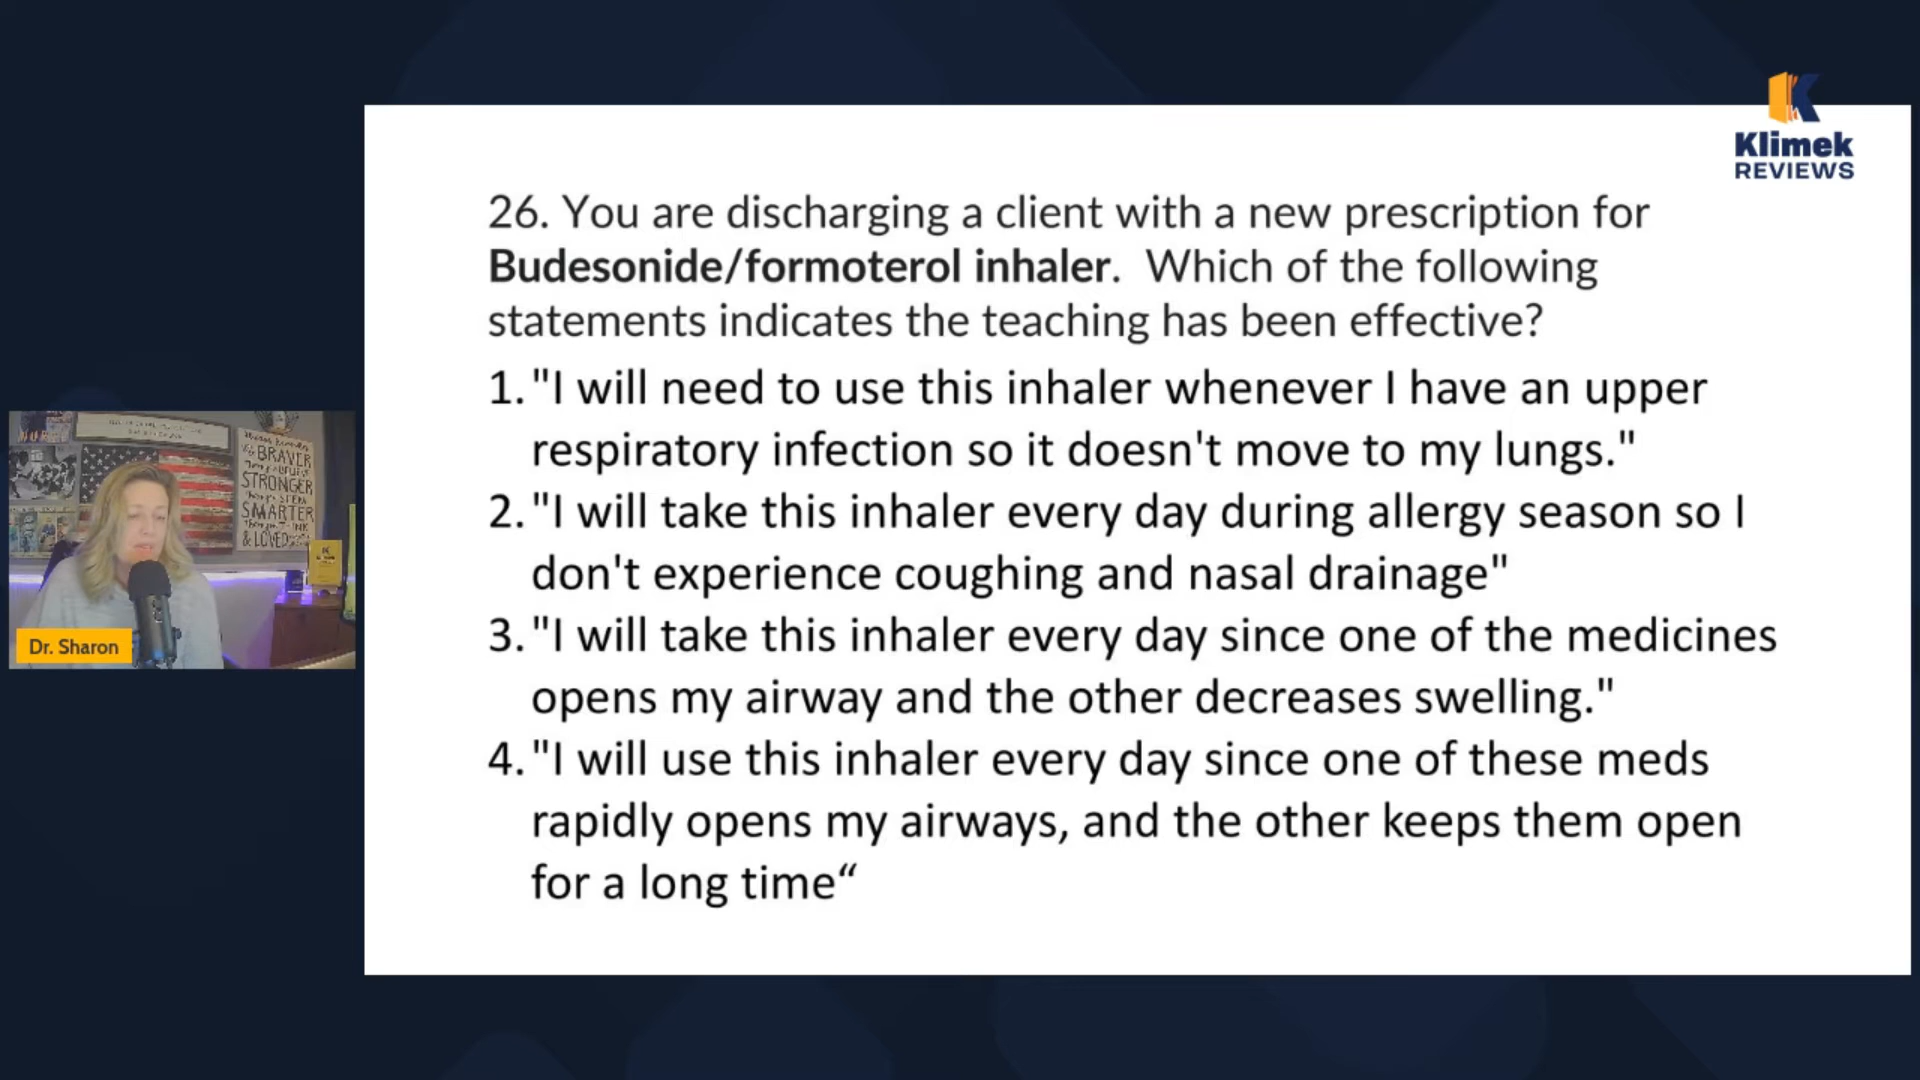 Klimek
REVIEWS
26. You are discharging a client with a new prescription for
Budesonide/formoterol inhaler. Which of the following
statements indicates the teaching has been effective?
1. "I will need to use this inhaler whenever I have an upper
respiratory infection so it doesn't move to my lungs."
2. "I will take this inhaler every day during allergy season so I
don't experience coughing and nasal drainage"
3. "I will take this inhaler every day since one of the medicines
opens my airway and the other decreases swelling."
4. "I will use this inhaler every day since one of these meds
rapidly opens my airways, and the other keeps them open
for a long time“
BRAVER
STRONGER
SMARTER
& LOVED
Dr. Sharon